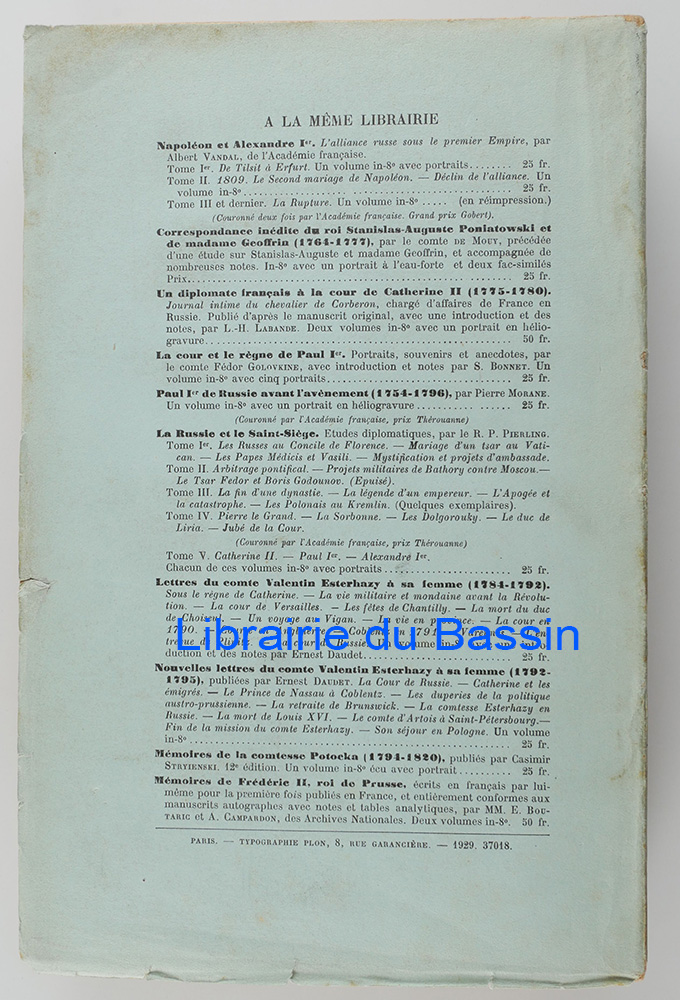 A LA MÊME LIBRAIRIE
Napoléon et Alexandre Ier. L'alliance russe sous le premier Empire, par
Albert VANDAL, de l'Académie française.
Tome Ier. De Tilsit à Erfurt. Un volume in-8º avec portraits........ 25 fr.
Tome II. 1809. Le Second mariage de Napoléon. — Déclin de l'alliance. Un
volume in-8º........................................ 25 fr.
Tome III et dernier. La Rupture. Un volume in-8º ..... (en réimpression.)
(Couronné deux fois par l'Académie française. Grand prix Gobert).
Correspondance inédite du roi Stanislas-Auguste Poniatowski et
de madame Geoffrin (1764-1777), par le comte DE MOUY, précédée
d'une étude sur Stanislas-Auguste et madame Geoffrin, et accompagnée de
nombreuses notes. In-8º avec un portrait à l'eau-forte et deux fac-similés
Prix................................................ 25 fr.
Un diplomate français à la cour de Catherine II (1775-1780).
Journal intime du chevalier de Corberon, chargé d'affaires de France en
Russie. Publié d'après le manuscrit original, avec une introduction et des
notes, par L.-H. LABANDE. Deux volumes in-8º avec un portrait en hélio-
gravure............................................. 50 fr.
La cour et le règne de Paul Ier. Portraits, souvenirs et anecdotes, par
le comte Fédor GOLOVKINE, avec introduction et notes par S. BONNET. Un
volume in-8º avec cinq portraits........................ 25 fr.
Paul Ier de Russie avant l'avènement (1754-1796), par Pierre MORANE.
Un volume in-8º avec un portrait en héliogravure ................ 25 fr.
(Couronné par l'Académie française, prix Thérouanne)
La Russie et le Saint-Siège. Etudes diplomatiques, par le R. P. PIERLING.
Tome Ier. Les Russes au Concile de Florence. — Mariage d'un tsar au Vati-
can. — Les Papes Médicis et Vasili. — Mystification et projets d'ambassade.
Tome II. Arbitrage pontifical. — Projets militaires de Bathory contre Moscou.—
Le Tsar Fedor et Boris Godounov. (Epuisé).
Tome III. La fin d'une dynastie. — La légende d'un empereur. — L'Apogée et
la catastrophe. — Les Polonais au Kremlin. (Quelques exemplaires).
Tome IV. Pierre le Grand. — La Sorbonne. — Les Dolgorouky. — Le duc de
Liria. — Jubé de la Cour.
(Couronné par l'Académie française, prix Thérouanne)
Tome V. Catherine II. — Paul Ier. — Alexandre Ier.
Chacun de ces volumes in-8º avec portraits.................... 25 fr.
Lettres du comte Valentin Esterhazy à sa femme (1784-1792).
Sous le règne de Catherine. — La vie militaire et mondaine avant la Révolu-
tion. — La cour de Versailles. — Les fêtes de Chantilly. — La mort du duc
de Choiseul. — Un voyage au Vigan. — La vie en province. — La cour en
1790.
Librairie du Bassin
duction et des notes par Ernest Daudet............................ 25 fr.
Nouvelles lettres du comte Valentin Esterhazy à sa femme (1792-
1795), publiées par Ernest DAUDET. La Cour de Russie. — Catherine et les
émigrés. — Le Prince de Nassau à Coblentz. — Les duperies de la politique
austro-prussienne. — La retraite de Brunswick. — La comtesse Esterhazy en
Russie. — La mort de Louis XVI. — Le comte d'Artois à Saint-Pétersbourg.—
Fin de la mission du comte Esterhazy. — Son séjour en Pologne. Un volume
in-8º................................................ 25 fr.
Mémoires de la comtesse Potocka (1794-1820), publiés par Casimir
STRYIENSKI. 12e édition. Un volume in-8º écu avec portrait........... 25 fr.
Mémoires de Frédéric II, roi de Prusse, écrits en français par lui-
même pour la première fois publiés en France, et entièrement conformes aux
manuscrits autographes avec notes et tables analytiques, par MM. E. BOU-
TARIC et A. CAMPARDON, des Archives Nationales. Deux volumes in-8º. 50 fr.
PARIS. — TYPOGRAPHIE PLON, 8, RUE GARANCIÈRE. — 1929. 37018.